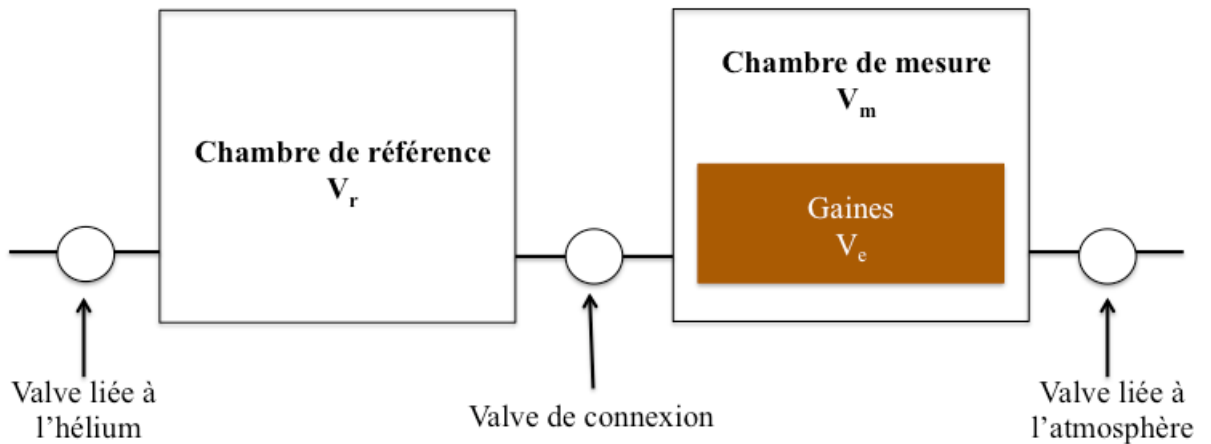 Chambre de référence
Vr
Chambre de mesure
Vm
Gaines
Ve
Valve liée à
l'hélium
Valve de connexion
Valve liée à
l'atmosphère